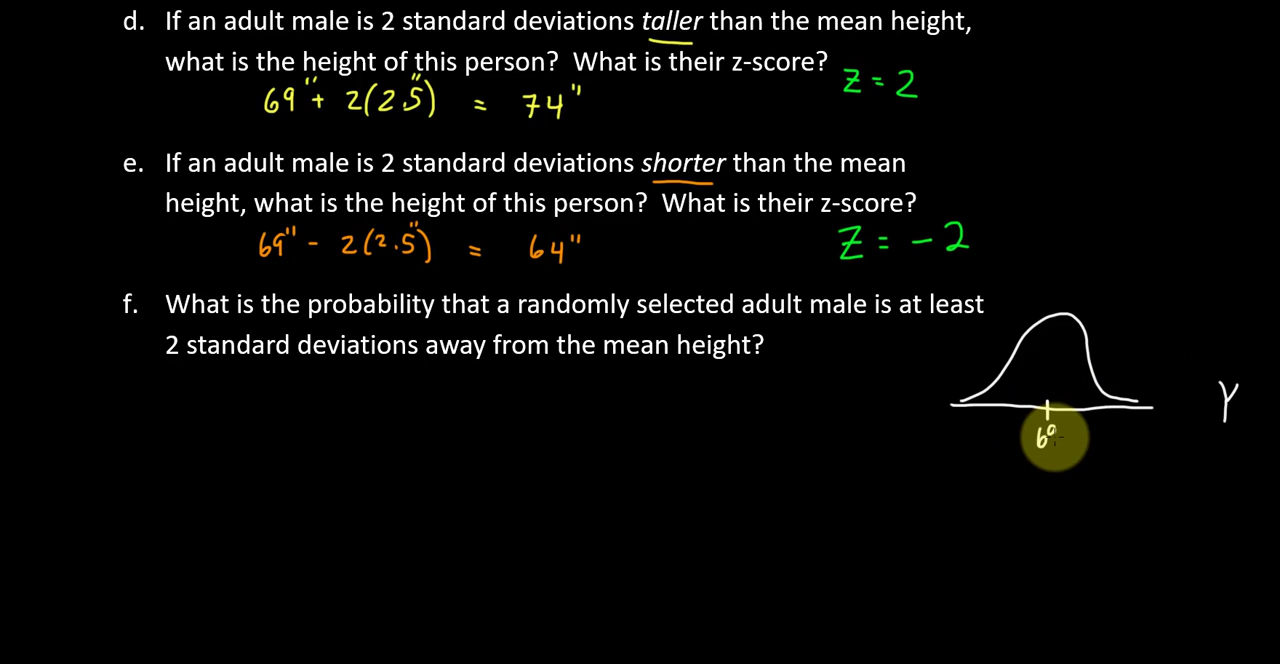 d. If an adult male is 2 standard deviations taller than the mean height,
what is the height of this person? What is their z-score?
z = 2
69" + 2(2.5") = 74"
e. If an adult male is 2 standard deviations shorter than the mean
height, what is the height of this person? What is their z-score?
69" - 2(2.5") = 64"
z = -2
f. What is the probability that a randomly selected adult male is at least
2 standard deviations away from the mean height?
Y
69